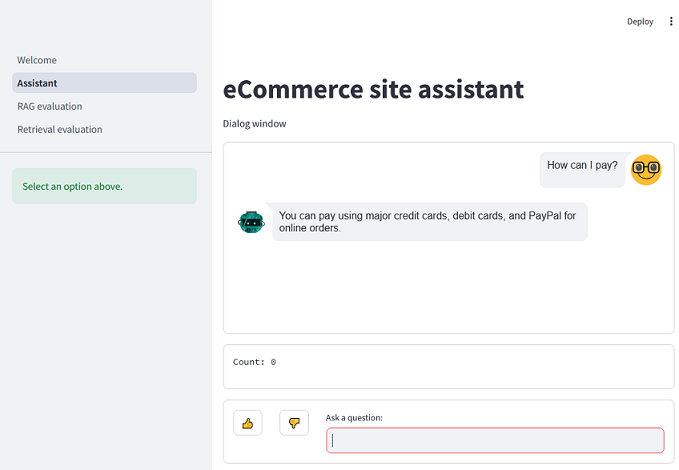 Deploy
Welcome
Assistant
RAG evaluation
Retrieval evaluation
Select an option above.
eCommerce site assistant
Dialog window
How can I pay?
You can pay using major credit cards, debit cards, and PayPal for
online orders.
Count: 0
Ask a question: